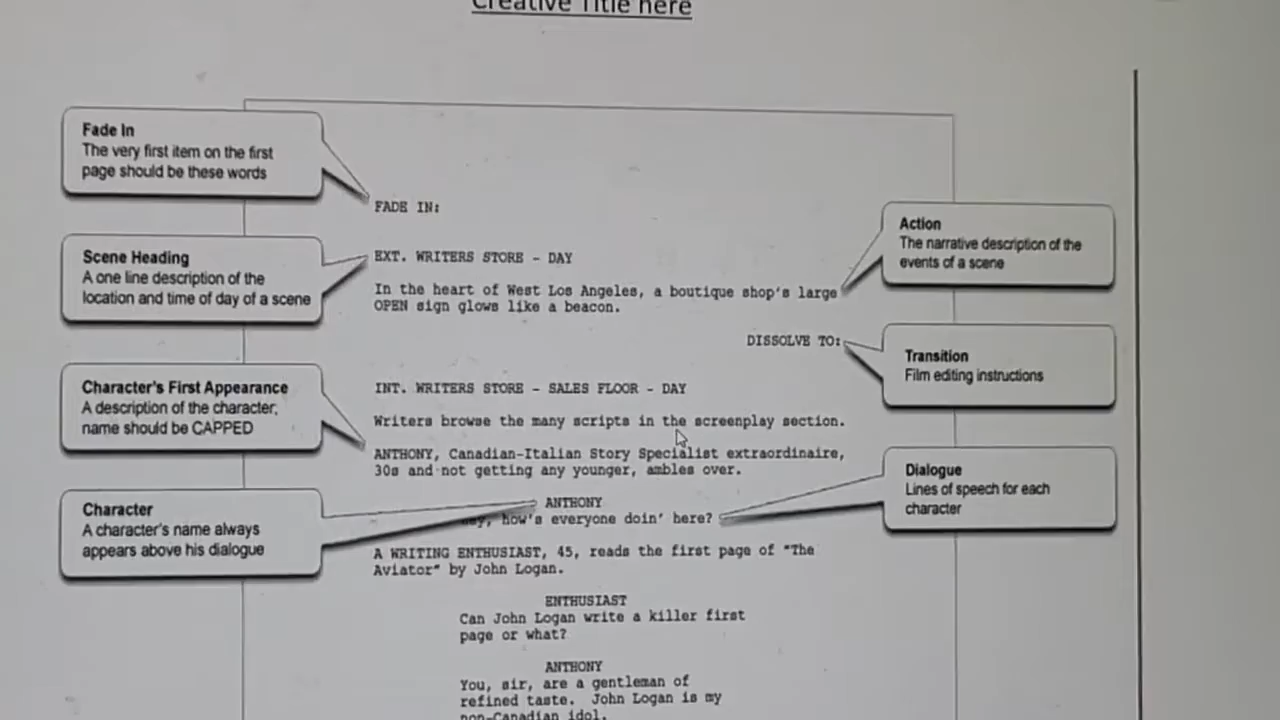 Creative Title here
Fade In
The very first item on the first
page should be these words
FADE IN:
Scene Heading
A one line description of the
location and time of day of a scene
EXT. WRITERS STORE - DAY
In the heart of West Los Angeles, a boutique shop's large
OPEN sign glows like a beacon.
Action
The narrative description of the
events of a scene
DISSOLVE TO:
Transition
Film editing instructions
Character's First Appearance
A description of the character,
name should be CAPPED
INT. WRITERS STORE - SALES FLOOR - DAY
Writers browse the many scripts in the screenplay section.
ANTHONY, Canadian-Italian Story Specialist extraordinaire,
30s and not getting any younger, ambles over.
Character
A character's name always
appears above his dialogue
ANTHONY
how's everyone doin' here?
Dialogue
Lines of speech for each
character
A WRITING ENTHUSIAST, 45, reads the first page of "The
Aviator" by John Logan.
ENTHUSIAST
Can John Logan write a killer first
page or what?
ANTHONY
You, sir, are a gentleman of
refined taste. John Logan is my
non-Canadian idol.